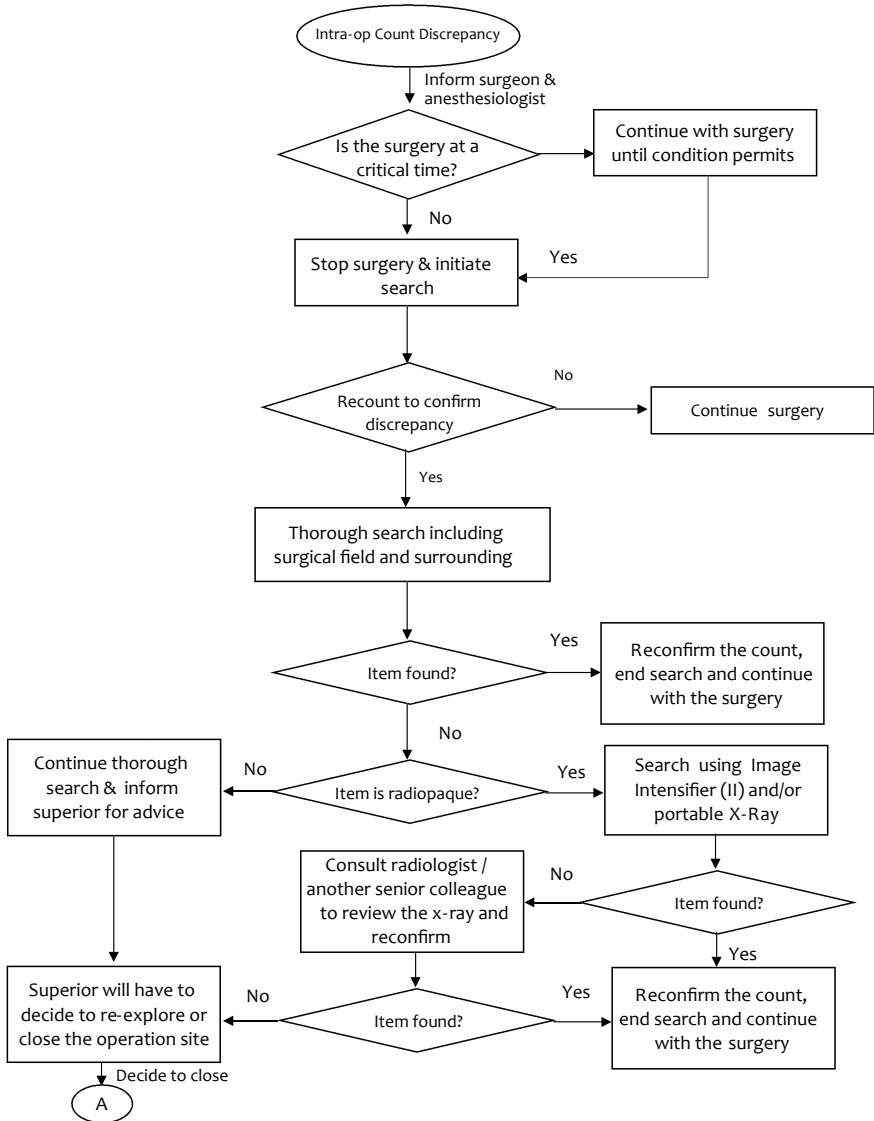 Intra-op Count Discrepancy
Inform surgeon &
anesthesiologist
Is the surgery at a
critical time?
Continue with surgery
until condition permits
No
Yes
Stop surgery & initiate
search
Recount to confirm
discrepancy
No
Continue surgery
Yes
Thorough search including
surgical field and surrounding
Item found?
Yes
Reconfirm the count,
end search and continue
with the surgery
No
Item is radiopaque?
No
Continue thorough
search & inform
superior for advice
Yes
Search using Image
Intensifier (II) and/or
portable X-Ray
Item found?
No
Consult radiologist /
another senior colleague
to review the x-ray and
reconfirm
Yes
Item found?
No
Superior will have to
decide to re-explore or
close the operation site
Yes
Reconfirm the count,
end search and continue
with the surgery
Decide to close
A